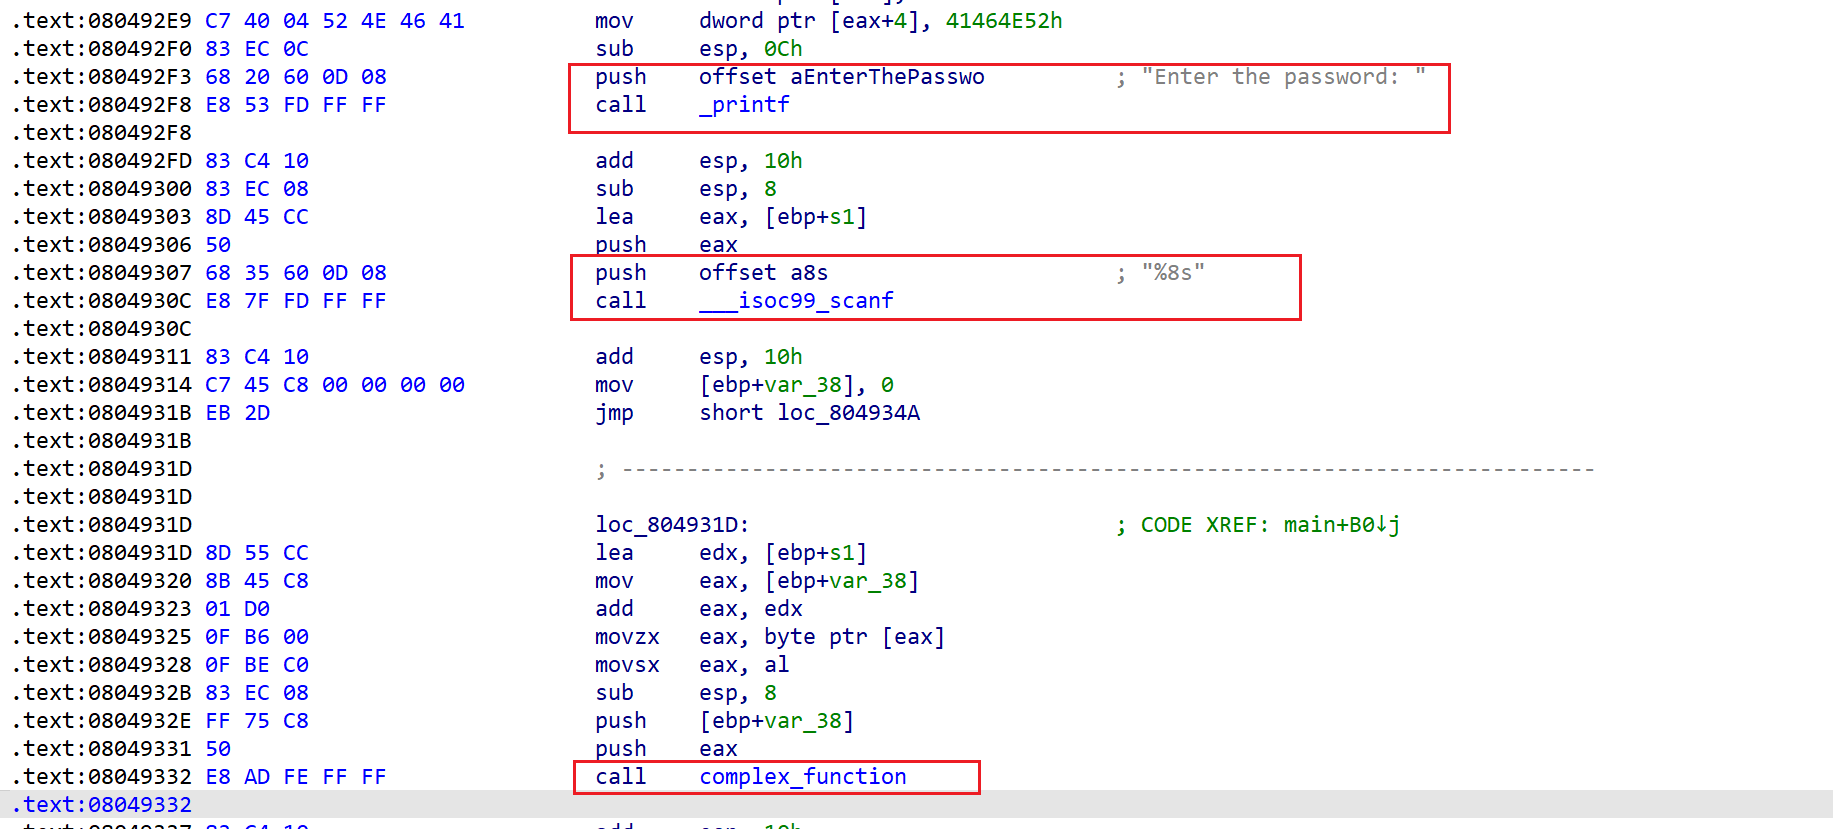 .text:080492E9 C7 40 04 52 4E 46 41 mov dword ptr [eax+4], 41464E52h
.text:080492F0 83 EC 0C sub esp, 0Ch
.text:080492F3 68 20 60 0D 08 push offset aEnterThePasswo ; "Enter the password: "
.text:080492F8 E8 53 FD FF FF call _printf
.text:080492F8
.text:080492FD 83 C4 10 add esp, 10h
.text:08049300 83 EC 08 sub esp, 8
.text:08049303 8D 45 CC lea eax, [ebp+s1]
.text:08049306 50 push eax
.text:08049307 68 35 60 0D 08 push offset a8s ; "%8s"
.text:0804930C E8 7F FD FF FF call ___isoc99_scanf
.text:0804930C
.text:08049311 83 C4 10 add esp, 10h
.text:08049314 C7 45 C8 00 00 00 00 mov [ebp+var_38], 0
.text:0804931B EB 2D jmp short loc_804934A
.text:0804931B
.text:0804931D ; ---------------------------------------------------------------------------
.text:0804931D
.text:0804931D loc_804931D: ; CODE XREF: main+B0↓j
.text:0804931D 8D 55 CC lea edx, [ebp+s1]
.text:08049320 8B 45 C8 mov eax, [ebp+var_38]
.text:08049323 01 D0 add eax, edx
.text:08049325 0F B6 00 movzx eax, byte ptr [eax]
.text:08049328 0F BE C0 movsx eax, al
.text:0804932B 83 EC 08 sub esp, 8
.text:0804932E FF 75 C8 push [ebp+var_38]
.text:08049331 50 push eax
.text:08049332 E8 AD FE FF FF call complex_function
.text:08049332
.text:08049337 83 C4 10 add esp, 10h